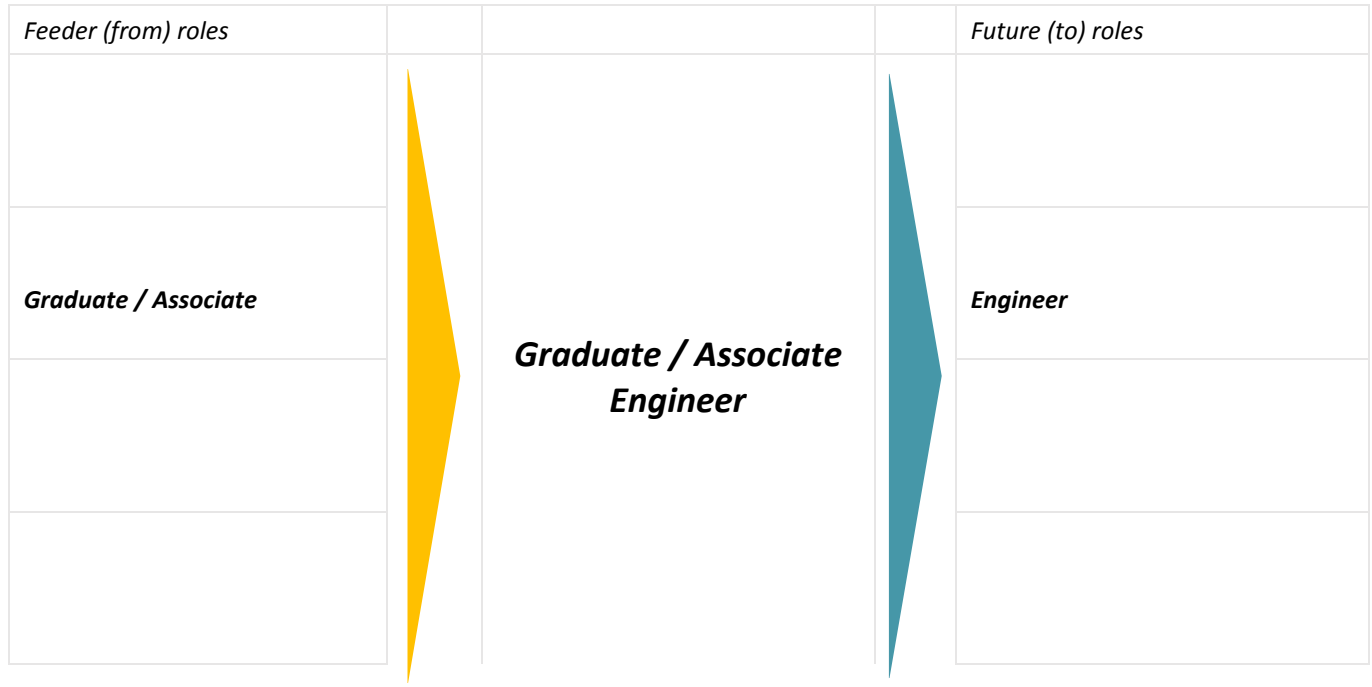 Feeder (from) roles
Future (to) roles
Graduate / Associate
Engineer
Graduate / Associate
Engineer